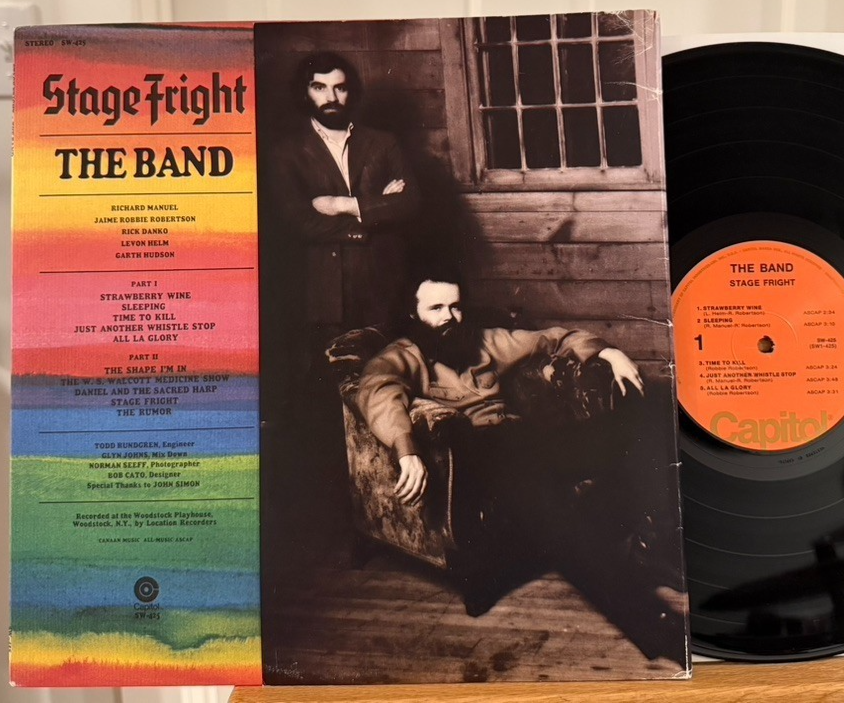 STEREO SW-425
Stage Fright
THE BAND
RICHARD MANUEL
JAIME ROBBIE ROBERTSON
RICK DANKO
LEVON HELM
GARTH HUDSON
PART I
STRAWBERRY WINE
SLEEPING
TIME TO KILL
JUST ANOTHER WHISTLE STOP
ALL LA GLORY
PART II
THE SHAPE I'M IN
THE W. S. WALCOTT MEDICINE SHOW
DANIEL AND THE SACRED HARP
STAGE FRIGHT
THE RUMOR
TODD RUNDGREN, Engineer
GLYN JOHNS, Mix Down
NORMAN SEEFF, Photographer
BOB CATO, Designer
Special Thanks to JOHN SIMON
Recorded at the Woodstock Playhouse,
Woodstock, N.Y., by Location Recorders
CANAAN MUSIC ALL-MUSIC ASCAP
Capitol
SW-425
THE BAND
STAGE FRIGHT
1. STRAWBERRY WINE
(L. Helm-R. Robertson) ASCAP 2:34
2. SLEEPING
(R. Manuel-R. Robertson) ASCAP 3:10
1
SW-425
(SW1-425)
3. TIME TO KILL
(Robbie Robertson) ASCAP 3:24
4. JUST ANOTHER WHISTLE STOP
(R. Manuel-R. Robertson) ASCAP 3:48
5. ALL LA GLORY
(Robbie Robertson) ASCAP 3:31
Capitol